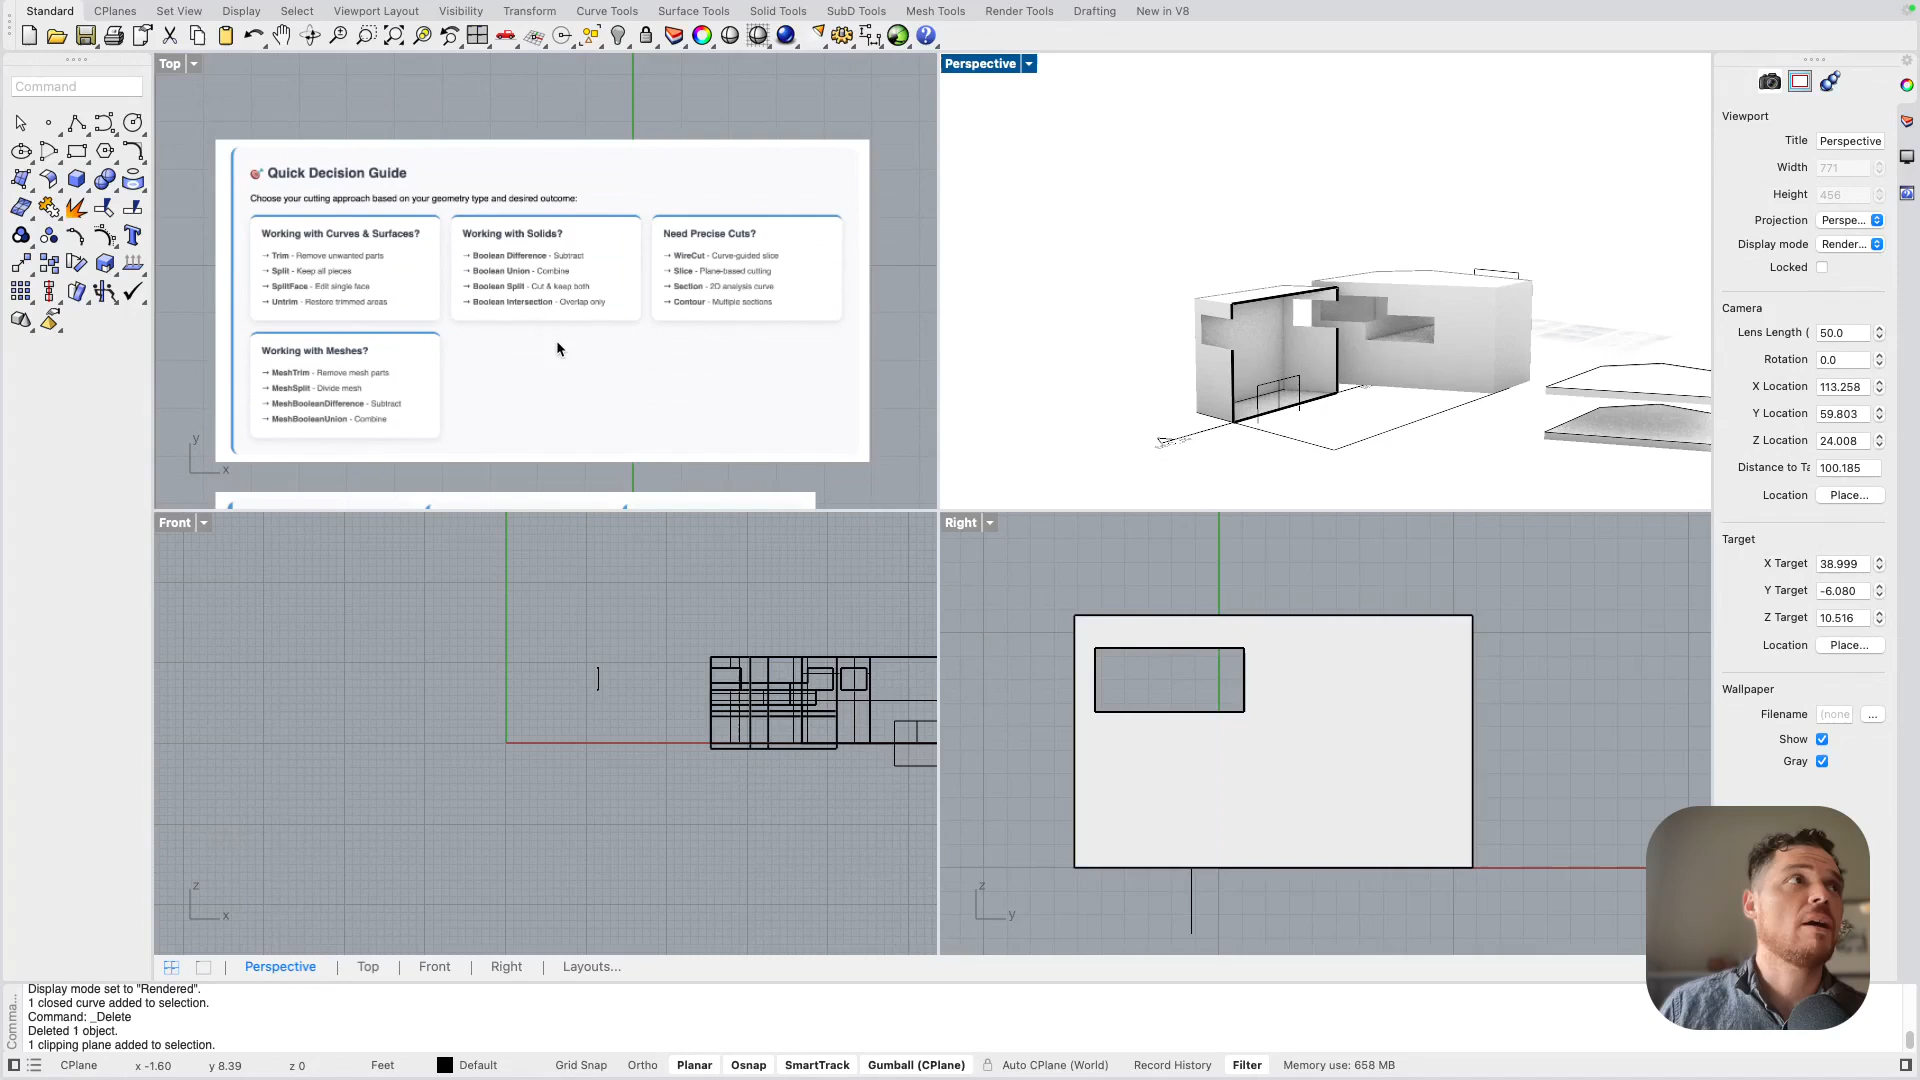 Standard CPlanes Set View Display Select Viewport Layout Visibility Transform Curve Tools Surface Tools Solid Tools SubD Tools Mesh Tools Render Tools Drafting New in V8
Command
Top
Quick Decision Guide
Choose your cutting approach based on your geometry type and desired outcome:
Working with Curves & Surfaces?
→ Trim - Remove unwanted parts
→ Split - Keep all pieces
→ SplitFace - Edit single face
→ Untrim - Restore trimmed areas
Working with Solids?
→ Boolean Difference - Subtract
→ Boolean Union - Combine
→ Boolean Split - Cut & keep both
→ Boolean Intersection - Overlap only
Need Precise Cuts?
→ WireCut - Curve-guided slice
→ Slice - Plane-based cutting
→ Section - 2D analysis curve
→ Contour - Multiple sections
Working with Meshes?
→ MeshTrim - Remove mesh parts
→ MeshSplit - Divide mesh
→ MeshBooleanDifference - Subtract
→ MeshBooleanUnion - Combine
y
x
Perspective
Front
z
x
Right
z
y
Viewport
Title Perspective
Width 771
Height 456
Projection Perspe...
Display mode Render...
Locked
Camera
Lens Length (
50.0
Rotation 0.0
X Location 113.258
Y Location 59.803
Z Location 24.008
Distance to Ta 100.185
Location Place...
Target
X Target 38.999
Y Target -6.080
Z Target 10.516
Location Place...
Wallpaper
Filename (none ...
Show
Gray
Perspective Top Front Right Layouts...
Comma...
Display mode set to "Rendered".
1 closed curve added to selection.
Command: _Delete
Deleted 1 object.
1 clipping plane added to selection.
CPlane x -1.60 y 8.39 z 0 Feet Default Grid Snap Ortho Planar Osnap SmartTrack Gumball (CPlane) Auto CPlane (World) Record History Filter Memory use: 658 MB